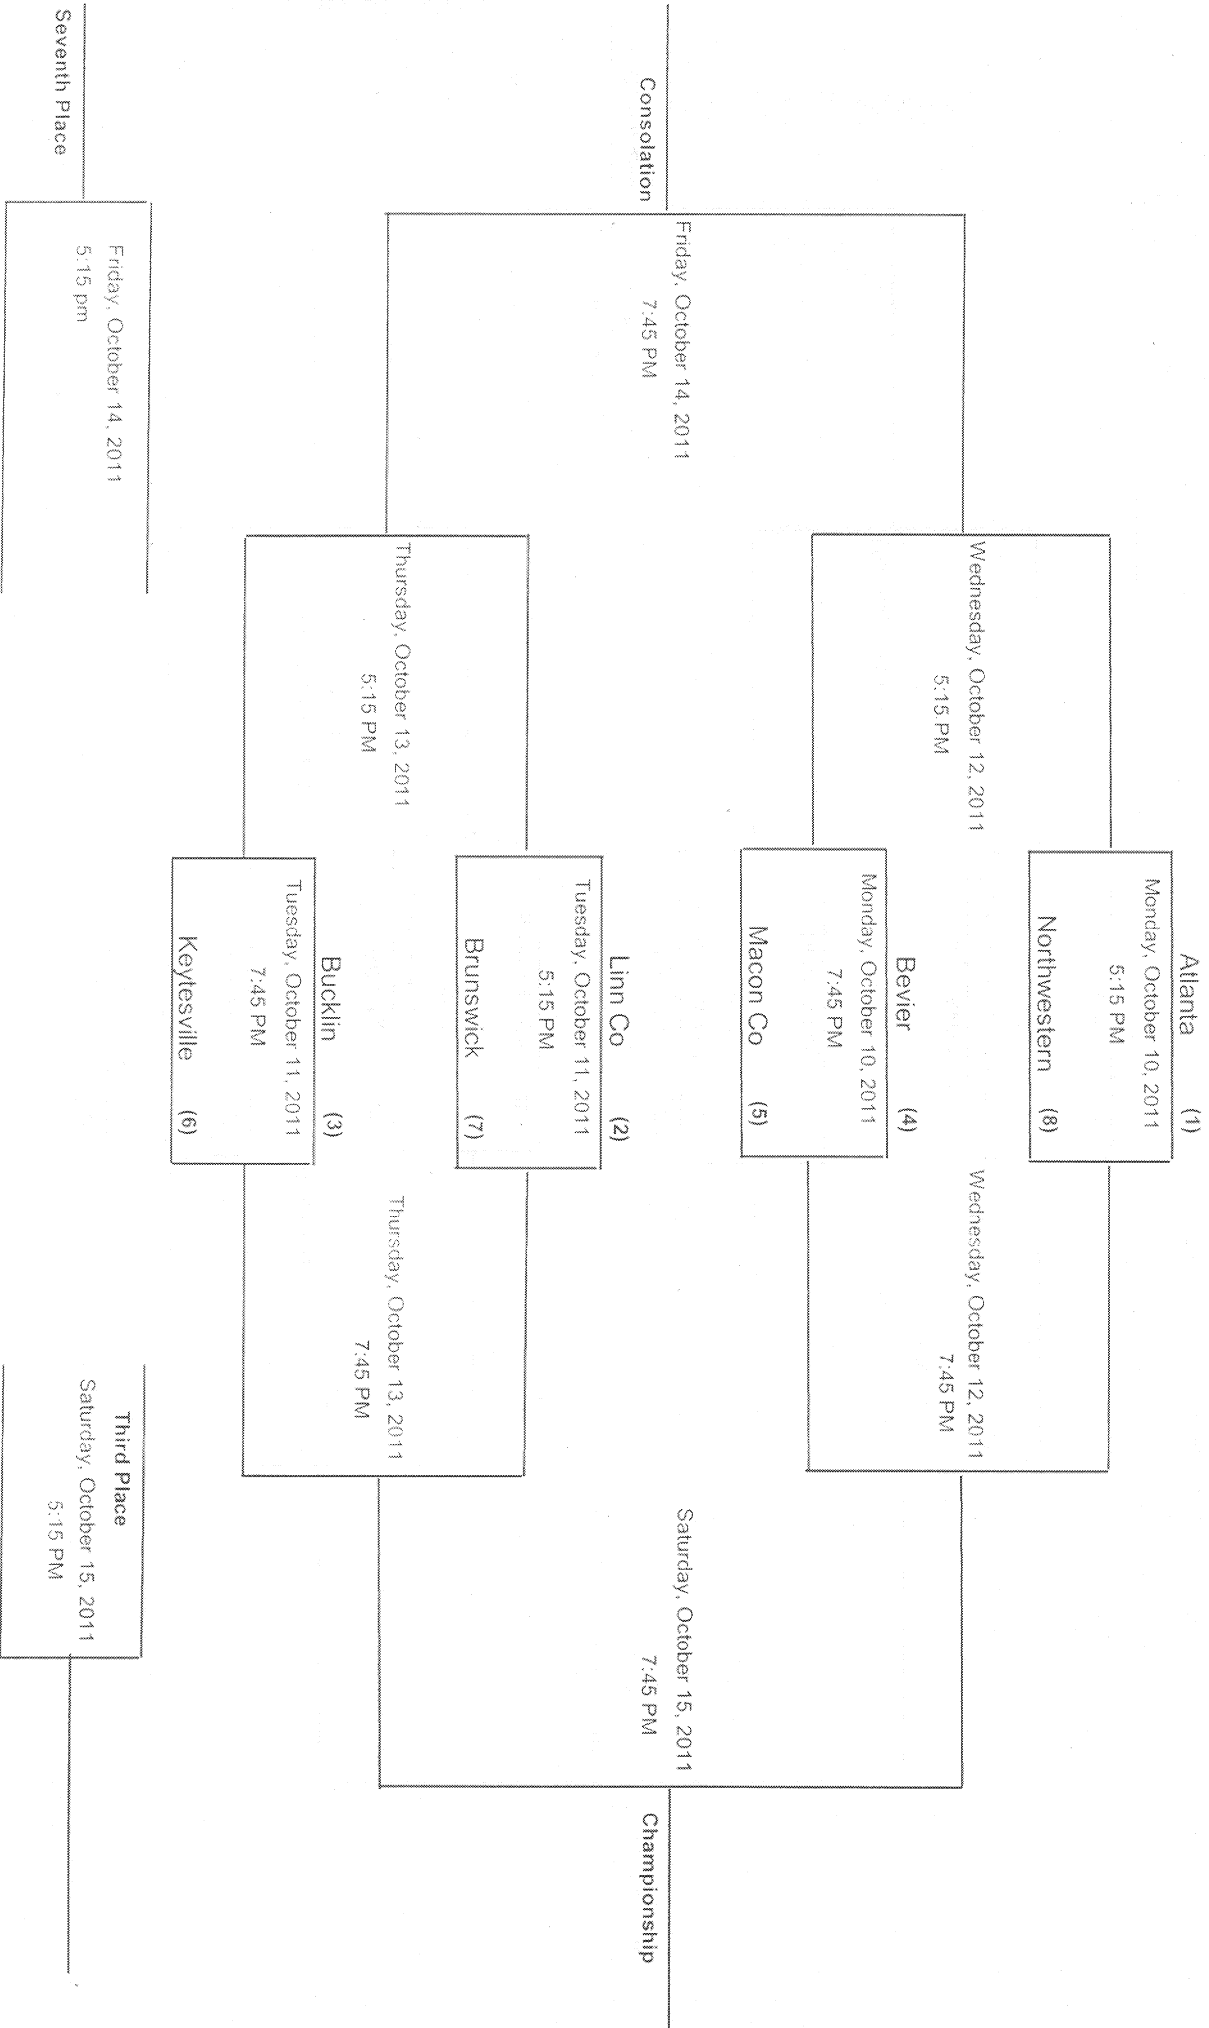 Atlanta (1)
Monday, October 10, 2011
5:15 PM
Northwestern (8)
Wednesday, October 12, 2011
5:15 PM
Wednesday, October 12, 2011
7:45 PM
Bevier (4)
Monday, October 10, 2011
7:45 PM
Macon Co (5)
Friday, October 14, 2011
7:45 PM
Consolation
Saturday, October 15, 2011
7:45 PM
Championship
Linn Co (2)
Tuesday, October 11, 2011
5:15 PM
Brunswick (7)
Thursday, October 13, 2011
5:15 PM
Thursday, October 13, 2011
7:45 PM
Bucklin (3)
Tuesday, October 11, 2011
7:45 PM
Keytesville (6)
Friday, October 14, 2011
5:15 pm
Seventh Place
Third Place
Saturday, October 15, 2011
5:15 PM